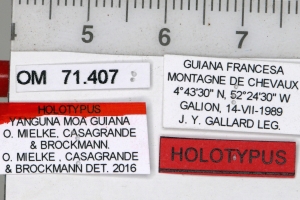 4 5 6 7
OM 71.407
GUIANA FRANCESA
MONTAGNE DE CHEVAUX
4°43'30" N, 52°24'30 W
GALION, 14-VII-1989
J. Y. GALLARD LEG.
HOLOTYPUS
YANGUNA MOA GUIANA
O. MIELKE, CASAGRANDE
& BROCKMANN.
O. MIELKE . CASAGRANDE
& BROCKMANN DET. 2016
HOLOTYPUS